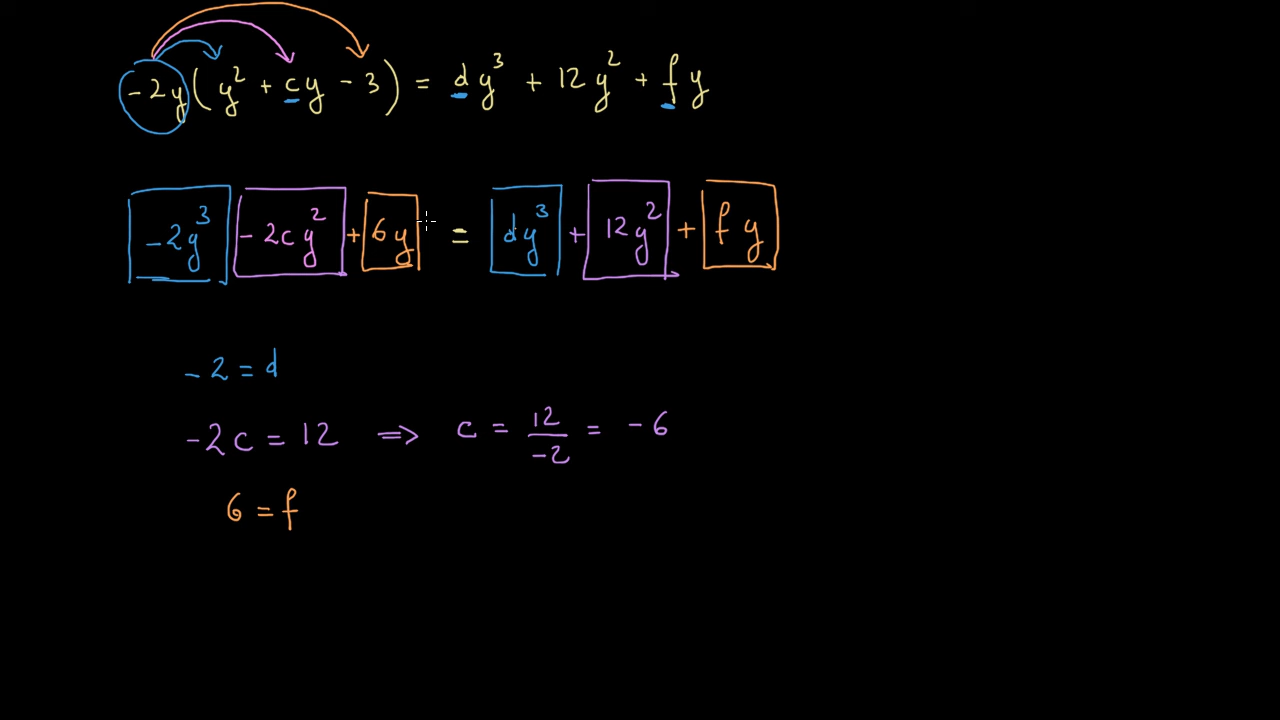 -2y(y² + cy - 3) = dy³ + 12y² + fy
-2y³ - 2cy² + 6y = dy³ + 12y² + fy
-2 = d
-2c = 12 ⇒ c = 12/-2 = -6
6 = f